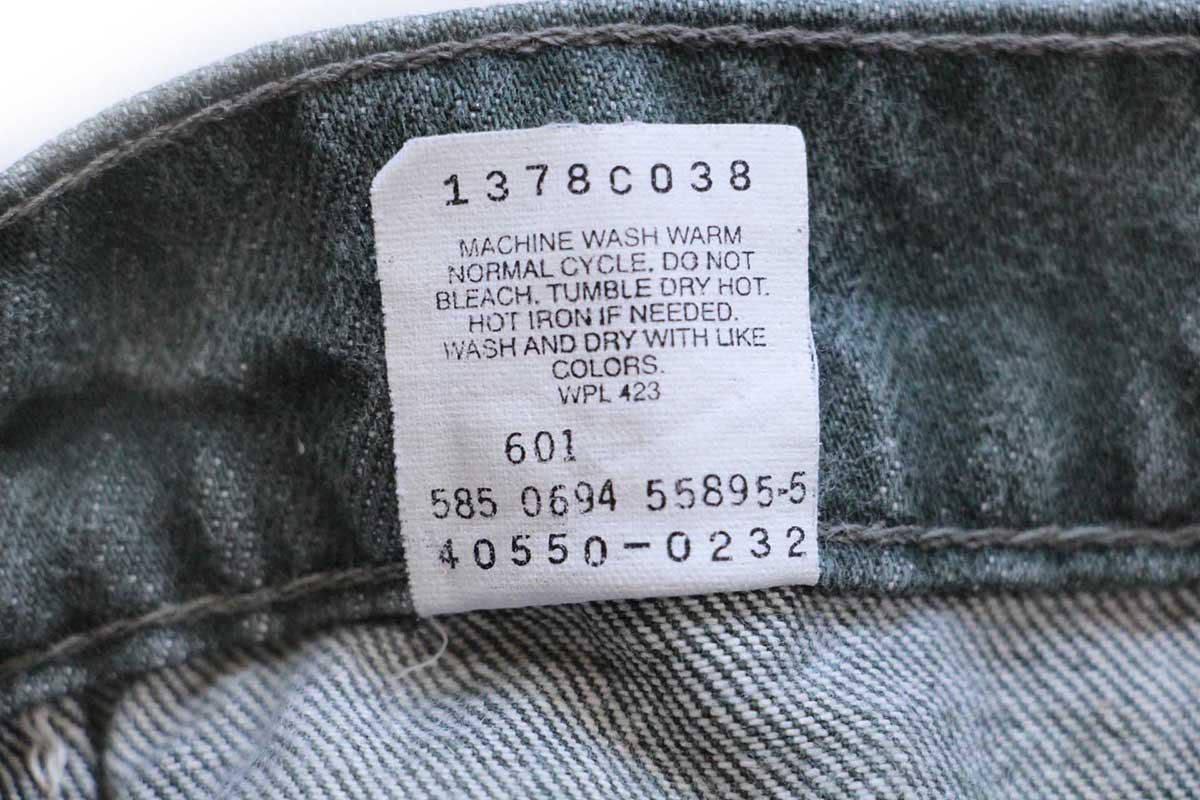 1378C038
MACHINE WASH WARM
NORMAL CYCLE. DO NOT
BLEACH. TUMBLE DRY HOT.
HOT IRON IF NEEDED.
WASH AND DRY WITH LIKE
COLORS.
WPL 423
601
585 0694 55895-5
40550-0232